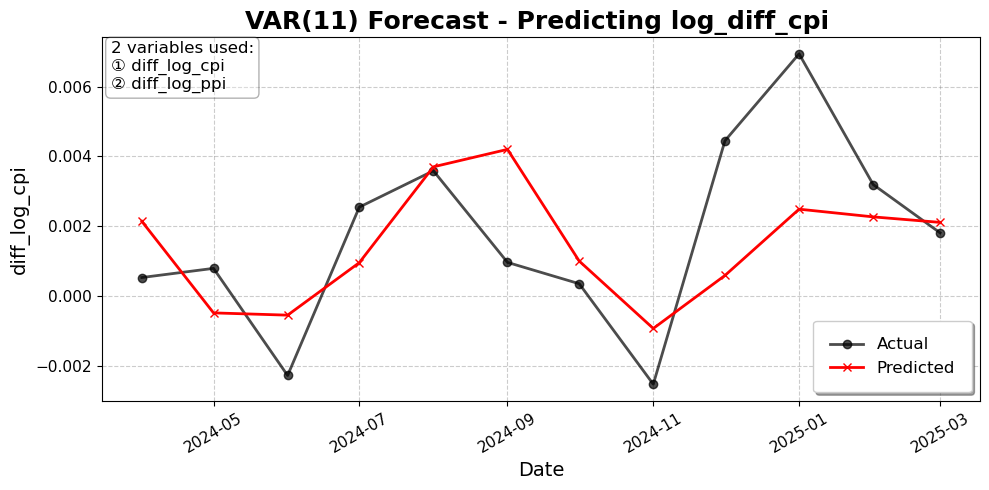 VAR(11) Forecast - Predicting log_diff_cpi
2 variables used:
① diff_log_cpi
② diff_log_ppi
diff_log_cpi
0.006
0.004
0.002
0.000
−0.002
Actual
Predicted
2024-05
2024-07
2024-09
2024-11
2025-01
2025-03
Date